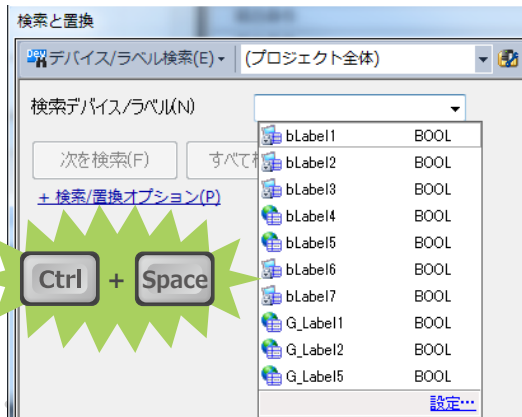 検索と置換
デバイス/ラベル検索(E) (プロジェクト全体)
検索デバイス/ラベル(N)
次を検索(F) すべて
+ 検索/置換オプション(P)
bLabel1 BOOL
bLabel2 BOOL
bLabel3 BOOL
bLabel4 BOOL
bLabel5 BOOL
bLabel6 BOOL
bLabel7 BOOL
G_Label1 BOOL
G_Label2 BOOL
G_Label5 BOOL
設定…
Ctrl + Space